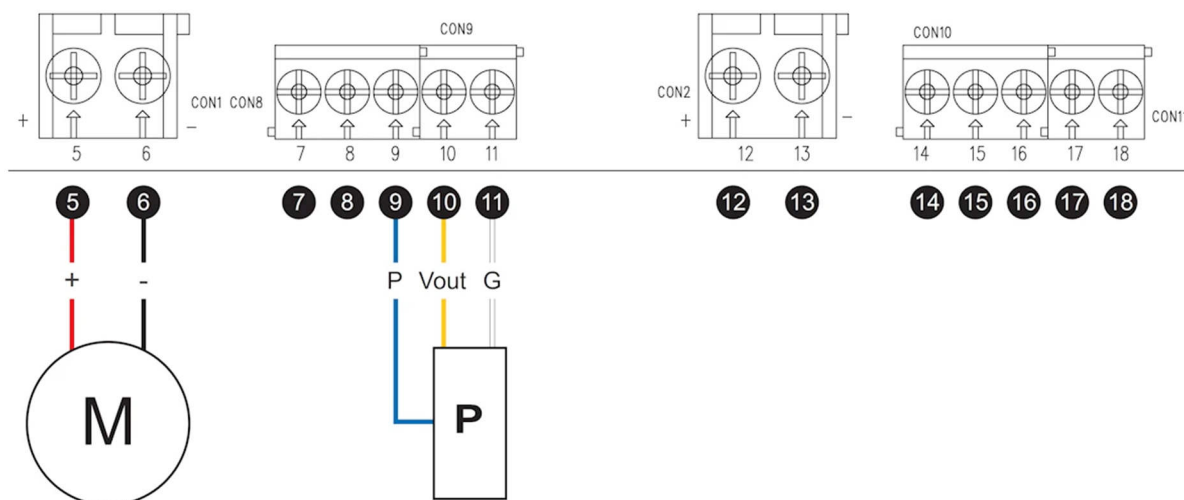 CON9
CON10
CON1 CON8
CON2
CON11
+ -
+ -
5 6 7 8 9 10 11 12 13 14 15 16 17 18
5 6 7 8 9 10 11 12 13 14 15 16 17 18
+ - P Vout G
M P